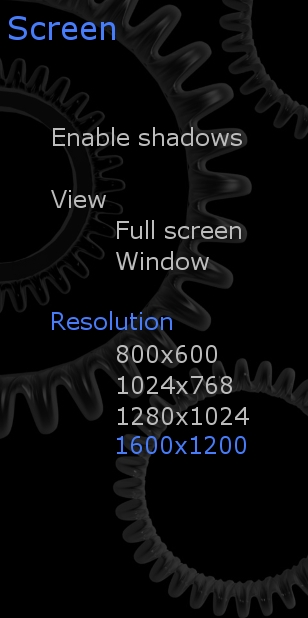 Screen
Enable shadows
View
Full screen
Window
Resolution
800x600
1024x768
1280x1024
1600x1200